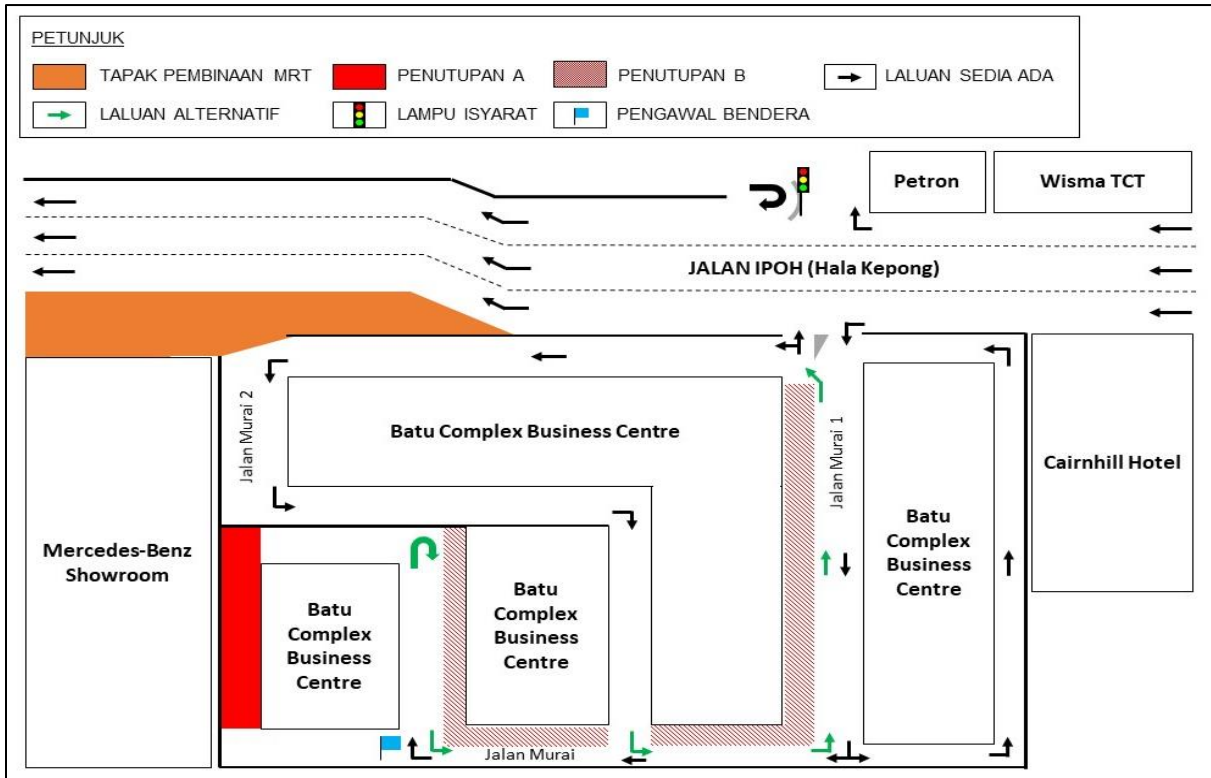 PETUNJUK
TAPAK PEMBINAAN MRT
PENUTUPAN A
PENUTUPAN B
LALUAN SEDIA ADA
LALUAN ALTERNATIF
LAMPU ISYARAT
PENGAWAL BENDERA
Petron
Wisma TCT
JALAN IPOH (Hala Kepong)
Jalan Murai 2
Batu Complex Business Centre
Jalan Murai 1
Cairnhill Hotel
Mercedes-Benz
Showroom
Batu
Complex
Business
Centre
Batu
Complex
Business
Centre
Batu
Complex
Business
Centre
Jalan Murai